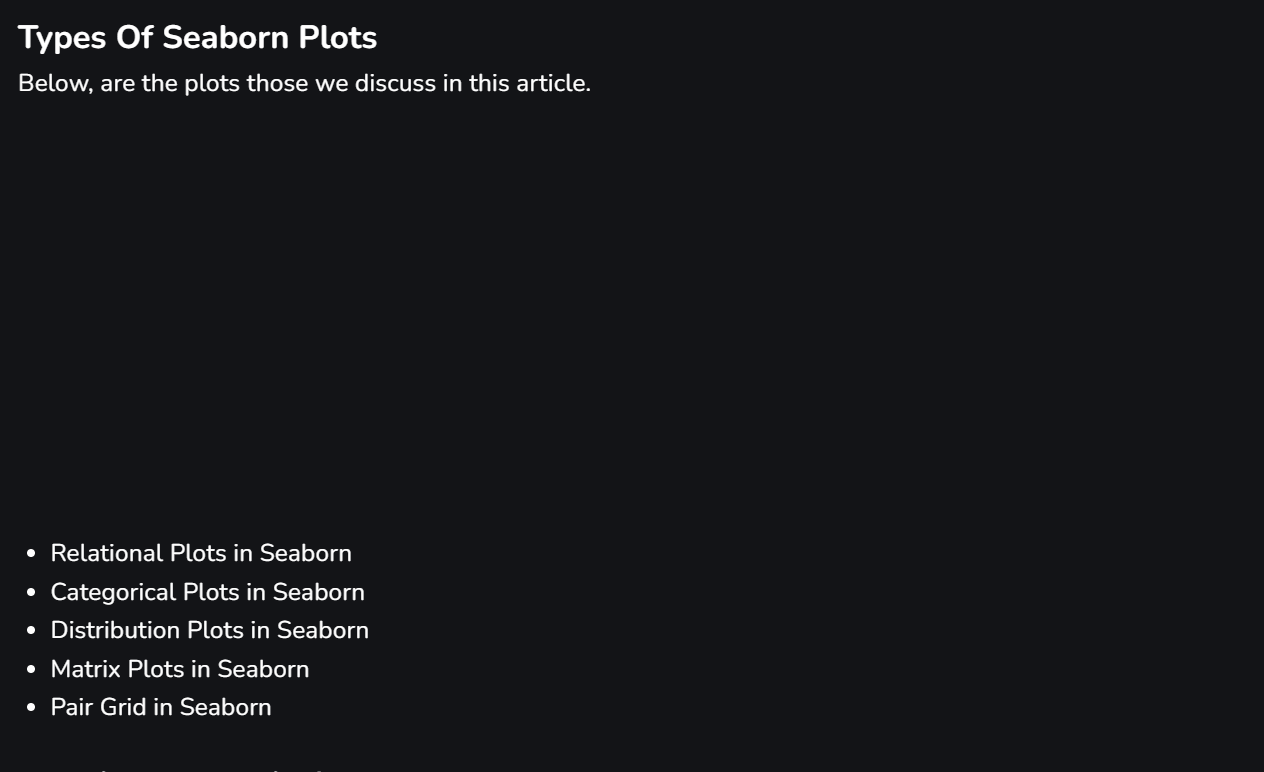 Types Of Seaborn Plots
Below, are the plots those we discuss in this article.
Relational Plots in Seaborn
Categorical Plots in Seaborn
Distribution Plots in Seaborn
Matrix Plots in Seaborn
Pair Grid in Seaborn